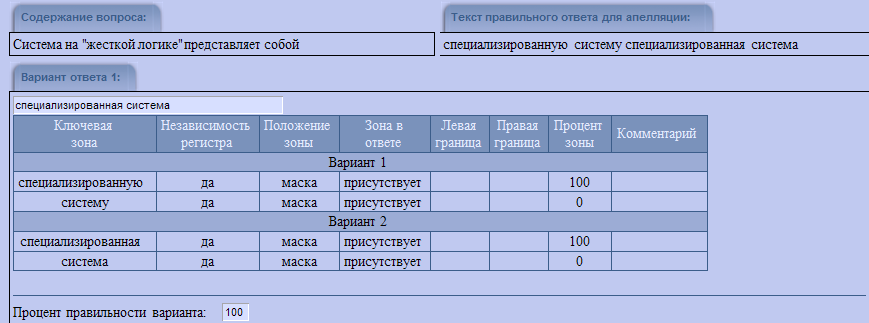 Содержание вопроса:
Текст правильного ответа для апелляции:
Система на "жесткой логике"представляет собой
специализированную систему специализированная система
Вариант ответа 1:
специализированная система
Ключевая зона Независимость регистра Положение зоны Зона в ответе Левая граница Правая граница Процент зоны Комментарий
Вариант 1
специализированную да маска присутствует 100
систему да маска присутствует 0
Вариант 2
специализированная да маска присутствует 100
система да маска присутствует 0
Процент правильности варианта: 100